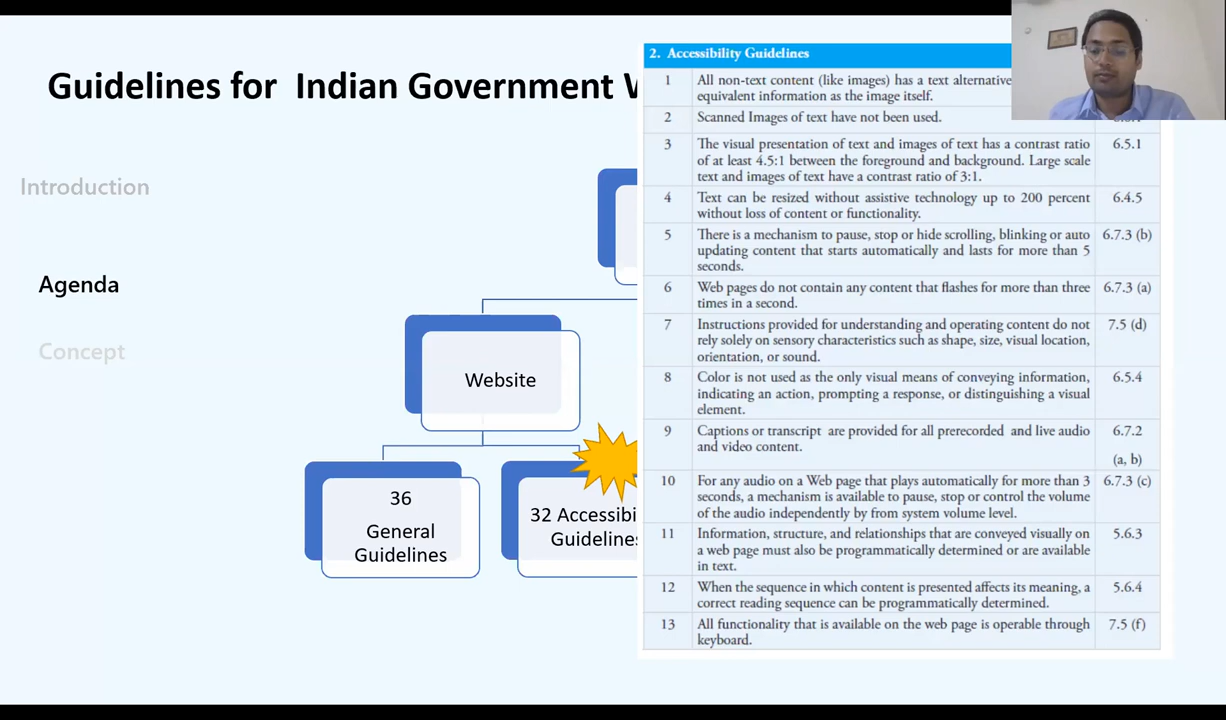 Guidelines for Indian Government
Introduction
Agenda
Concept
Website
36
General
Guidelines
32 Accessibi
Guidelines
2. Accessibility Guidelines
1 All non-text content (like images) has a text alternative
equivalent information as the image itself.
2 Scanned Images of text have not been used.
3 The visual presentation of text and images of text has a contrast ratio 6.5.1
of at least 4.5:1 between the foreground and background. Large scale
text and images of text have a contrast ratio of 3:1.
4 Text can be resized without assistive technology up to 200 percent 6.4.5
without loss of content or functionality.
5 There is a mechanism to pause, stop or hide scrolling, blinking or auto 6.7.3 (b)
updating content that starts automatically and lasts for more than 5
seconds.
6 Web pages do not contain any content that flashes for more than three 6.7.3 (a)
times in a second.
7 Instructions provided for understanding and operating content do not 7.5 (d)
rely solely on sensory characteristics such as shape, size, visual location,
orientation, or sound.
8 Color is not used as the only visual means of conveying information, 6.5.4
indicating an action, prompting a response, or distinguishing a visual
element.
9 Captions or transcript are provided for all prerecorded and live audio 6.7.2
and video content.
(a, b)
10 For any audio on a Web page that plays automatically for more than 3 6.7.3 (c)
seconds, a mechanism is available to pause, stop or control the volume
of the audio independently by from system volume level.
11 Information, structure, and relationships that are conveyed visually on 5.6.3
a web page must also be programmatically determined or are available
in text.
12 When the sequence in which content is presented affects its meaning, a 5.6.4
correct reading sequence can be programmatically determined.
13 All functionality that is available on the web page is operable through 7.5 (f)
keyboard.